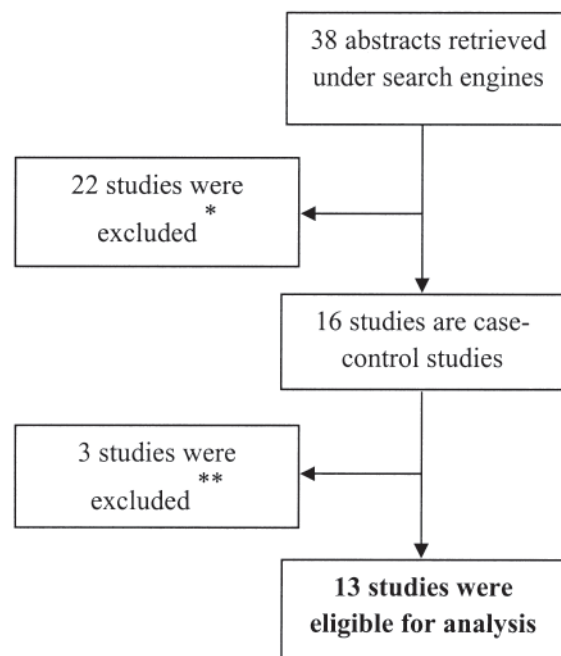 38 abstracts retrieved
under search engines
22 studies were
excluded *
16 studies are case-
control studies
3 studies were
excluded **
13 studies were
eligible for analysis